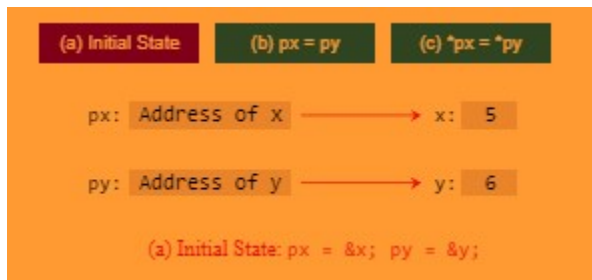 (a) Initial State (b) px = py (c) *px = *py
px: Address of x x: 5
py: Address of y y: 6
(a) Initial State: px = &x; py = &y;